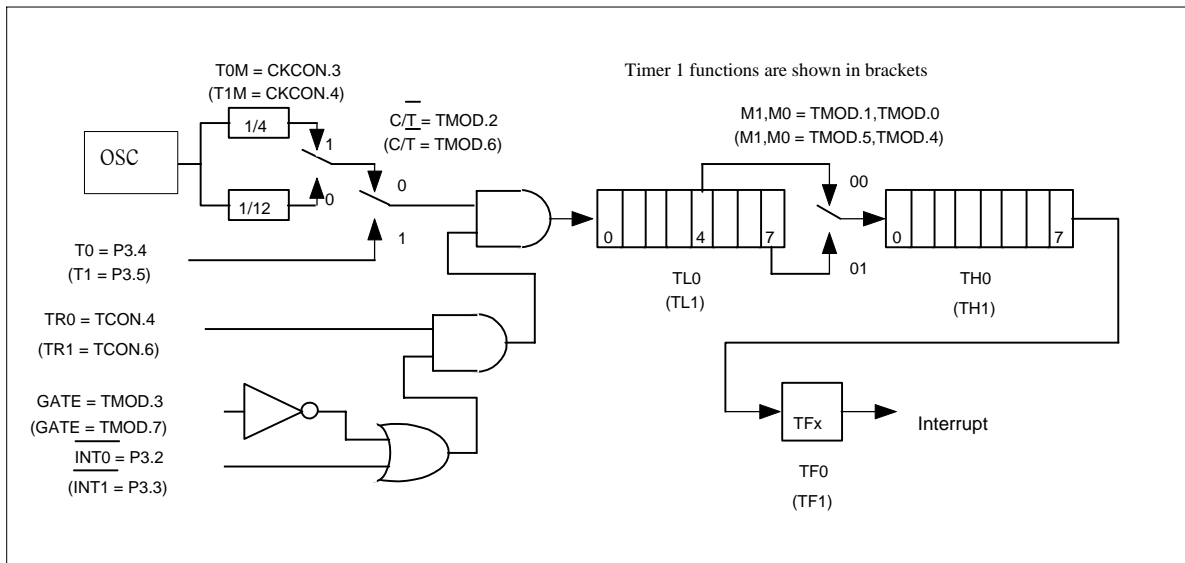 T0M = CKCON.3
(T1M = CKCON.4)
Timer 1 functions are shown in brackets
1/4
C/T = TMOD.2
(C/T = TMOD.6)
M1,M0 = TMOD.1,TMOD.0
(M1,M0 = TMOD.5,TMOD.4)
OSC
1
0
1/12
0
1
00
01
0
4
7
0
7
T0 = P3.4
(T1 = P3.5)
TL0
(TL1)
TH0
(TH1)
TR0 = TCON.4
(TR1 = TCON.6)
GATE = TMOD.3
(GATE = TMOD.7)
INT0 = P3.2
(INT1 = P3.3)
TFx
Interrupt
TF0
(TF1)